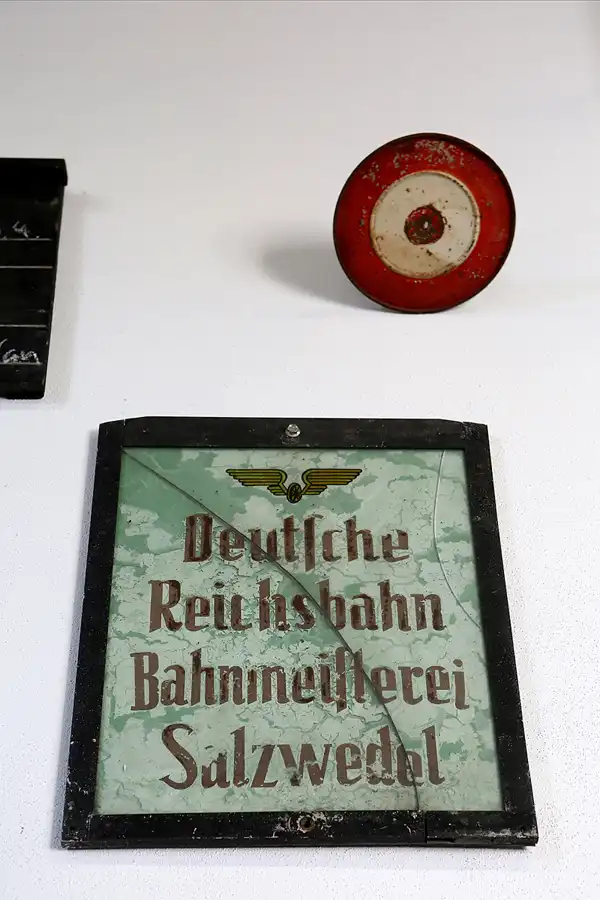 Deutſche
Reichsbahn
Bahnmeiſterei
Salzwedel